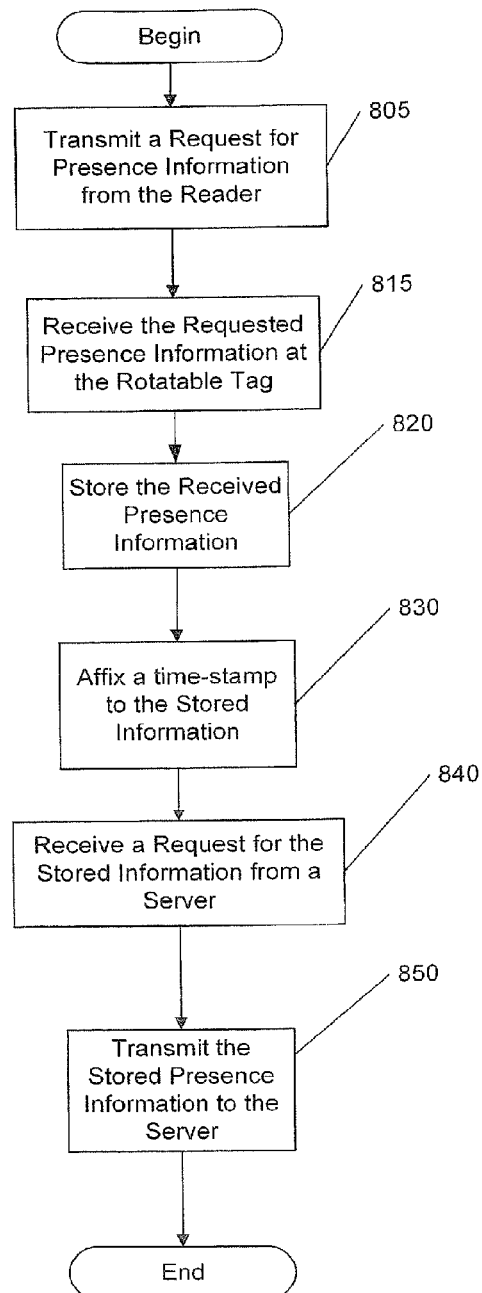 Begin
805
Transmit a Request for
Presence Information
from the Reader
815
Receive the Requested
Presence Information at
the Rotatable Tag
820
Store the Received
Presence
Information
830
Affix a time-stamp
to the Stored
Information
840
Receive a Request for the
Stored Information from a
Server
850
Transmit the
Stored Presence
Information to the
Server
End